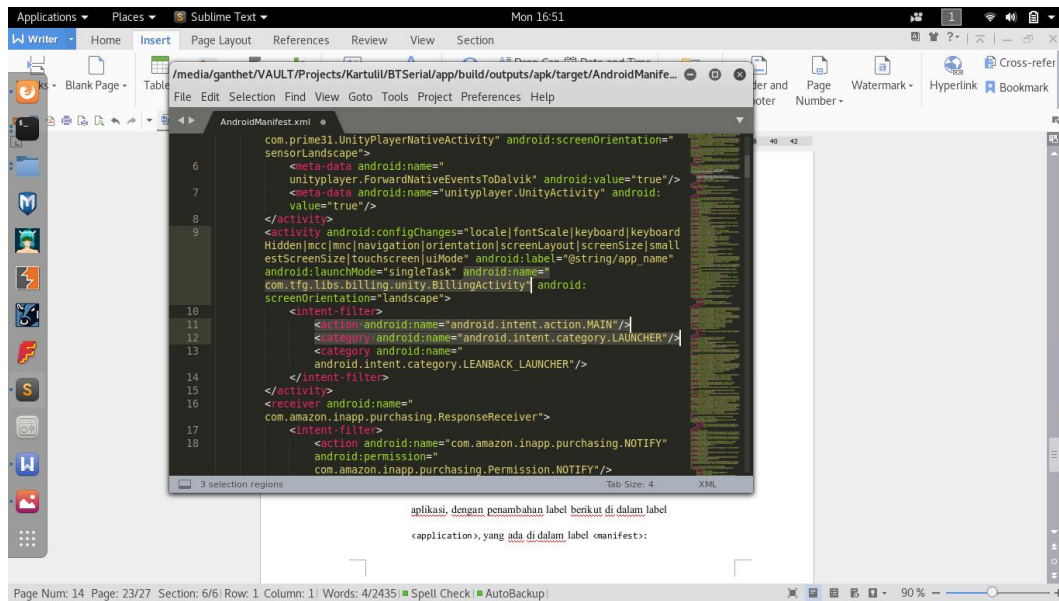 Applications Places Sublime Text Mon 16:51 1
Writer Home Insert Page Layout References Review View Section
Blank Page
Page Number
Watermark
Hyperlink
Cross-refer
Bookmark
/media/ganthet/VAULT/Projects/Kartulil/BTSerial/app/build/outputs/apk/target/AndroidManife...
File Edit Selection Find View Goto Tools Project Preferences Help
AndroidManifest.xml
40 42
com.prime31.UnityPlayerNativeActivity" android:screenOrientation="
sensorLandscape">
6 <meta-data android:name="
unityplayer.ForwardNativeEventsToDalvik" android:value="true"/>
7 <meta-data android:name="unityplayer.UnityActivity" android:
value="true"/>
8 </activity>
9 <activity android:configChanges="locale|fontScale|keyboard|keyboard
Hidden|mcc|mnc|navigation|orientation|screenLayout|screenSize|small
estScreenSize|touchscreen|uiMode" android:label="@string/app_name"
android:launchMode="singleTask" android:name="
com.tfg.libs.billing.unity.BillingActivity" android:
screenOrientation="landscape">
10 <intent-filter>
11 <action android:name="android.intent.action.MAIN"/>
12 <category android:name="android.intent.category.LAUNCHER"/>
13 <category android:name="
android.intent.category.LEANBACK_LAUNCHER"/>
14 </intent-filter>
15 </activity>
16 <receiver android:name="
com.amazon.inapp.purchasing.ResponseReceiver">
17 <intent-filter>
18 <action android:name="com.amazon.inapp.purchasing.NOTIFY"
android:permission="
com.amazon.inapp.purchasing.Permission.NOTIFY"/>
3 selection regions Tab Size: 4 XML
aplikasi, dengan penambahan label berikut di dalam label
<application>, yang ada di dalam label <manifest>:
Page Num: 14 Page: 23/27 Section: 6/6 Row: 1 Column: 1 Words: 4/2435 Spell Check AutoBackup 90 %